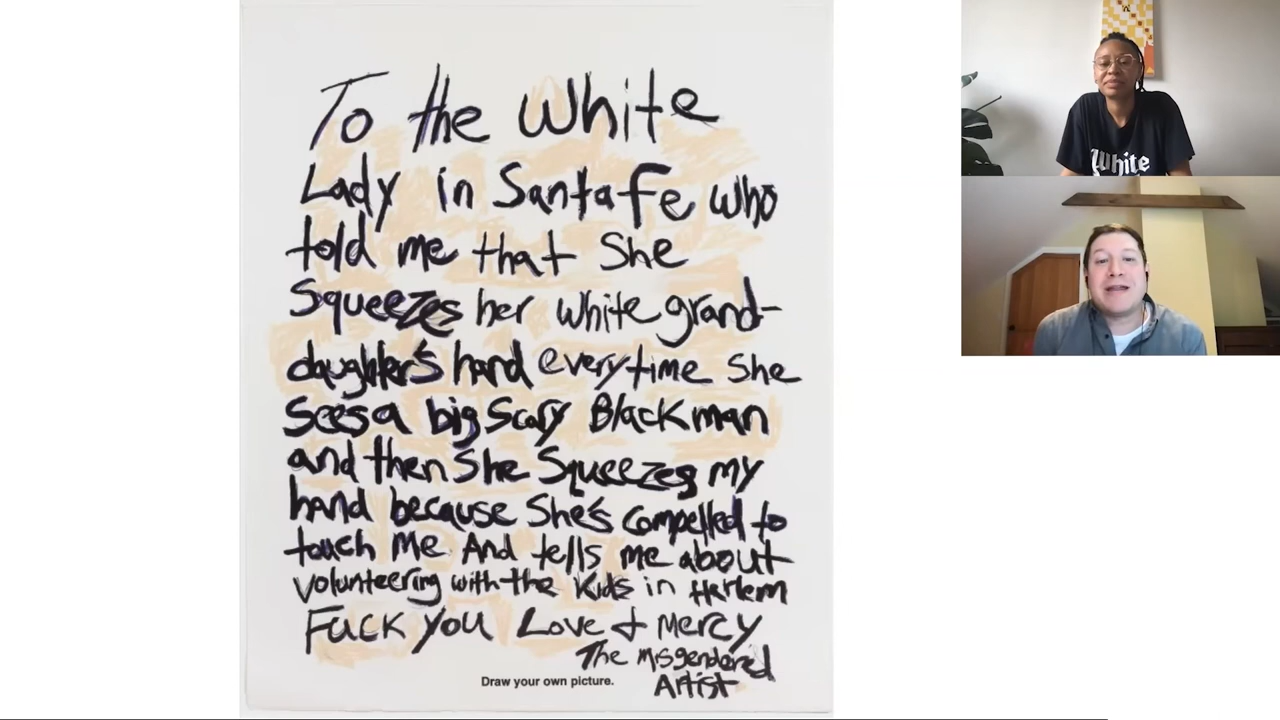 To the White
Lady in Santa Fe who
told me that She
Squeezes her white grand-
daughter's hand everytime She
Sees a big Scary Black man
and then She Squeezes my
hand because She's compelled to
touch me And tells me about
volunteering with the Kids in Harlem
Fuck You Love & Mercy
The Misgendered
Artist
Draw your own picture.
White